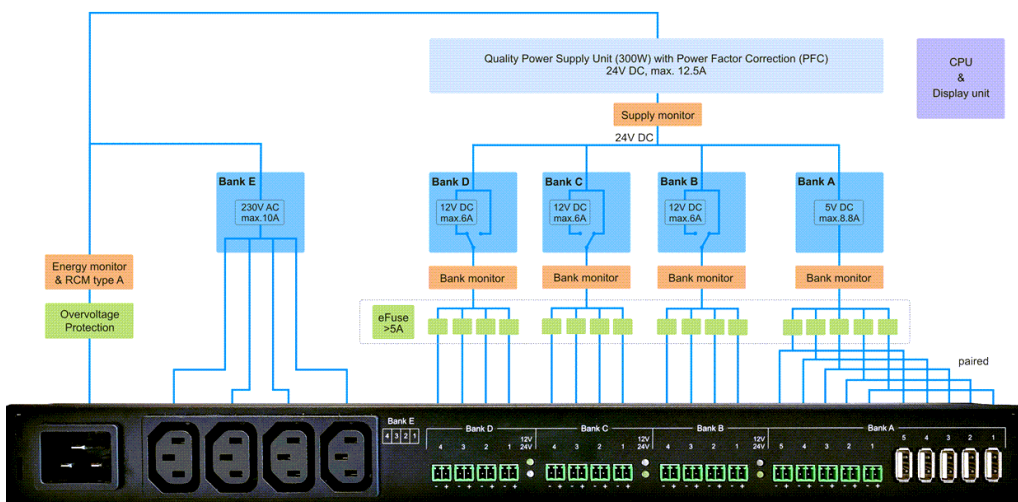 Quality Power Supply Unit (300W) with Power Factor Correction (PFC)
24V DC, max. 12.5A
CPU
&
Display unit
Supply monitor
24V DC
Bank E
230V AC
max.10A
Bank D
12V DC
max.6A
Bank C
12V DC
max.6A
Bank B
12V DC
max.6A
Bank A
5V DC
max.8.8A
Energy monitor
& RCM type A
Overvoltage
Protection
Bank monitor
Bank monitor
Bank monitor
Bank monitor
eFuse
>5A
paired
Bank E
4 3 2 1
Bank D
4 3 2 1
12V
24V
Bank C
4 3 2 1
12V
24V
Bank B
4 3 2 1
12V
24V
Bank A
5 4 3 2 1
5 4 3 2 1
- + - + - + - +
- + - + - + - +
- + - + - + - +
- + - + - + - + - +